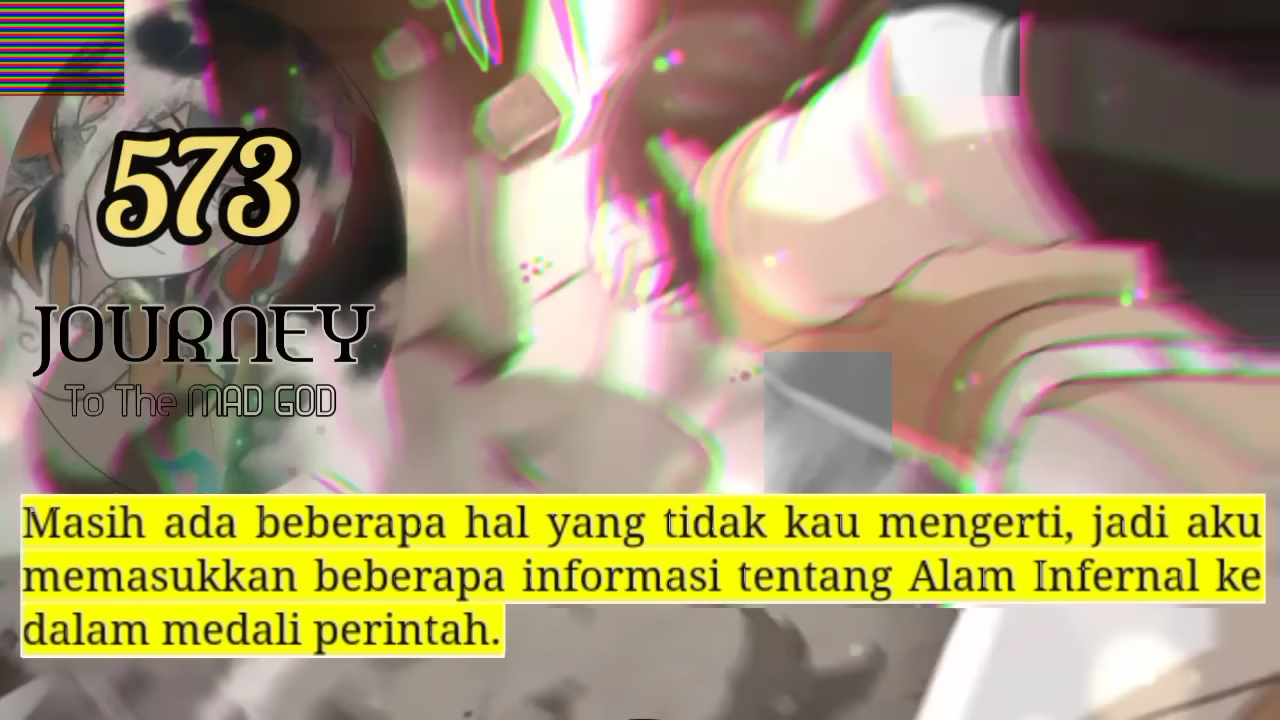 573
JOURNEY
To The MAD GOD
Masih ada beberapa hal yang tidak kau mengerti, jadi aku
memasukkan beberapa informasi tentang Alam Infernal ke
dalam medali perintah.